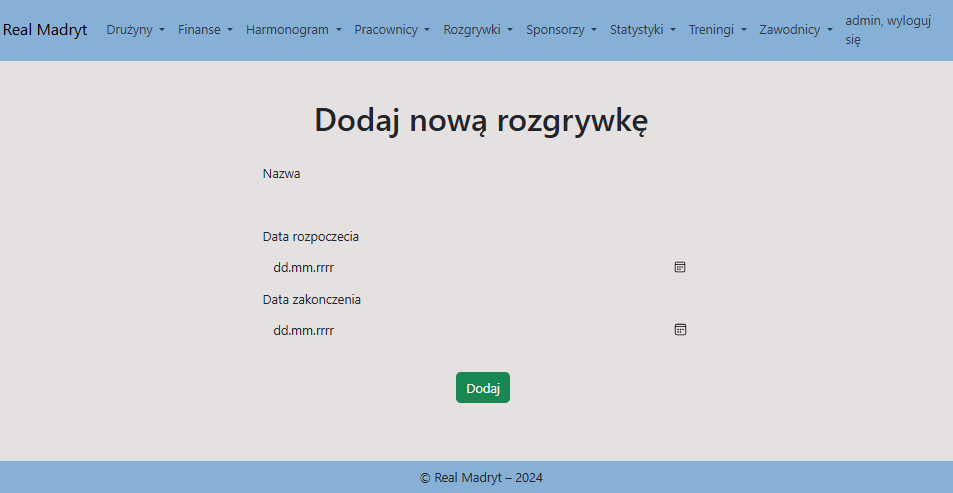 Real Madryt Drużyny Finanse Harmonogram Pracownicy Rozgrywki Sponsorzy Statystyki Treningi Zawodnicy admin, wyloguj
się
Dodaj nową rozgrywkę
Nazwa
Data rozpoczecia
dd.mm.rrrr
Data zakonczenia
dd.mm.rrrr
Dodaj
© Real Madryt – 2024